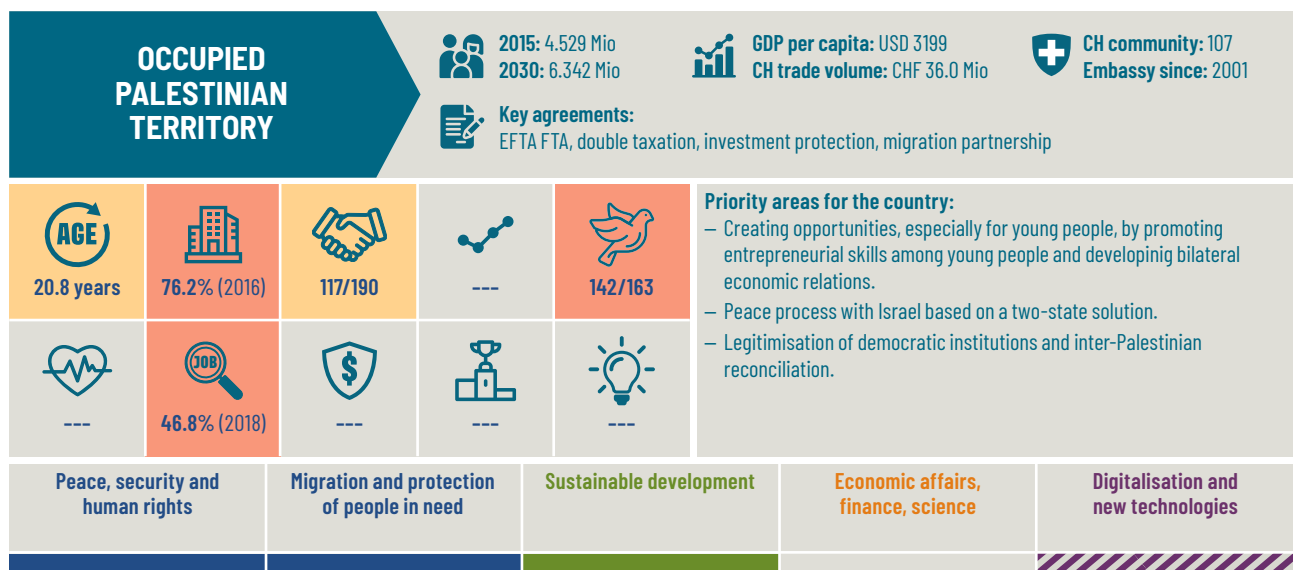 OCCUPIED
PALESTINIAN
TERRITORY
2015: 4.529 Mio
2030: 6.342 Mio
GDP per capita: USD 3199
CH trade volume: CHF 36.0 Mio
CH community: 107
Embassy since: 2001
Key agreements:
EFTA FTA, double taxation, investment protection, migration partnership
AGE
20.8 years
76.2% (2016)
117/190
---
142/163
---
JOB
46.8% (2018)
$
---
---
---
Priority areas for the country:
– Creating opportunities, especially for young people, by promoting
entrepreneurial skills among young people and developinig bilateral
economic relations.
– Peace process with Israel based on a two-state solution.
– Legitimisation of democratic institutions and inter-Palestinian
reconciliation.
Peace, security and
human rights
Migration and protection
of people in need
Sustainable development
Economic affairs,
finance, science
Digitalisation and
new technologies